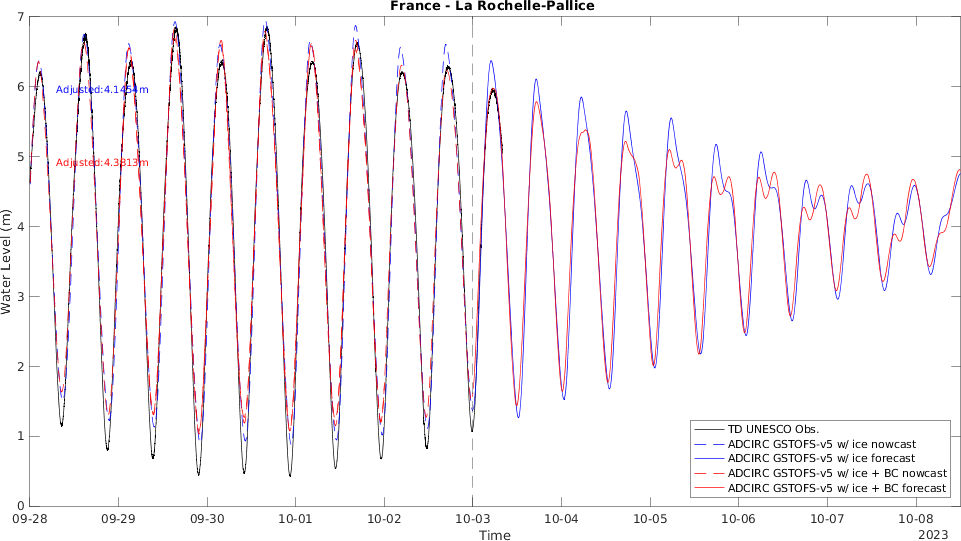 France - La Rochelle-Pallice
7
6
5
4
3
2
1
0
Water Level (m)
Adjusted:4.1454m
Adjusted:4.3313m
TD UNESCO Obs.
ADCIRC GSTOFS-v5 w/ ice nowcast
ADCIRC GSTOFS-v5 w/ ice forecast
ADCIRC GSTOFS-v5 w/ ice + BC nowcast
ADCIRC GSTOFS-v5 w/ ice + BC forecast
09-28 09-29 09-30 10-01 10-02 10-03 10-04 10-05 10-06 10-07 10-08
Time
2023